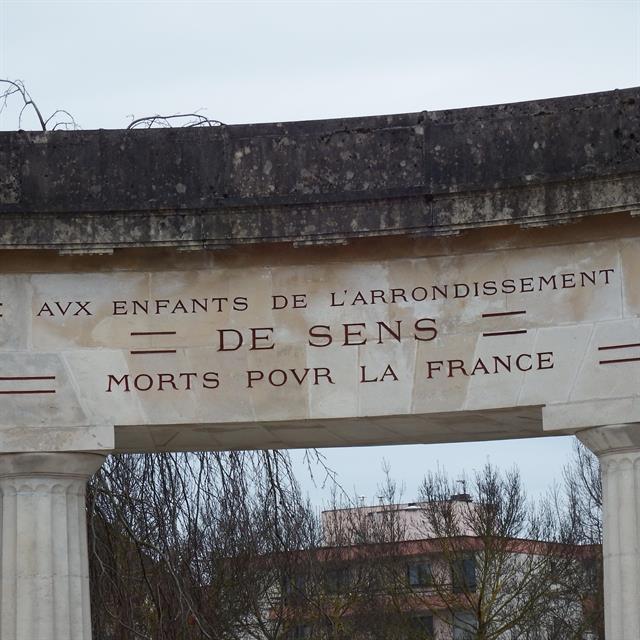 AVX ENFANTS DE L'ARRONDISSEMENT
DE SENS
MORTS POVR LA FRANCE